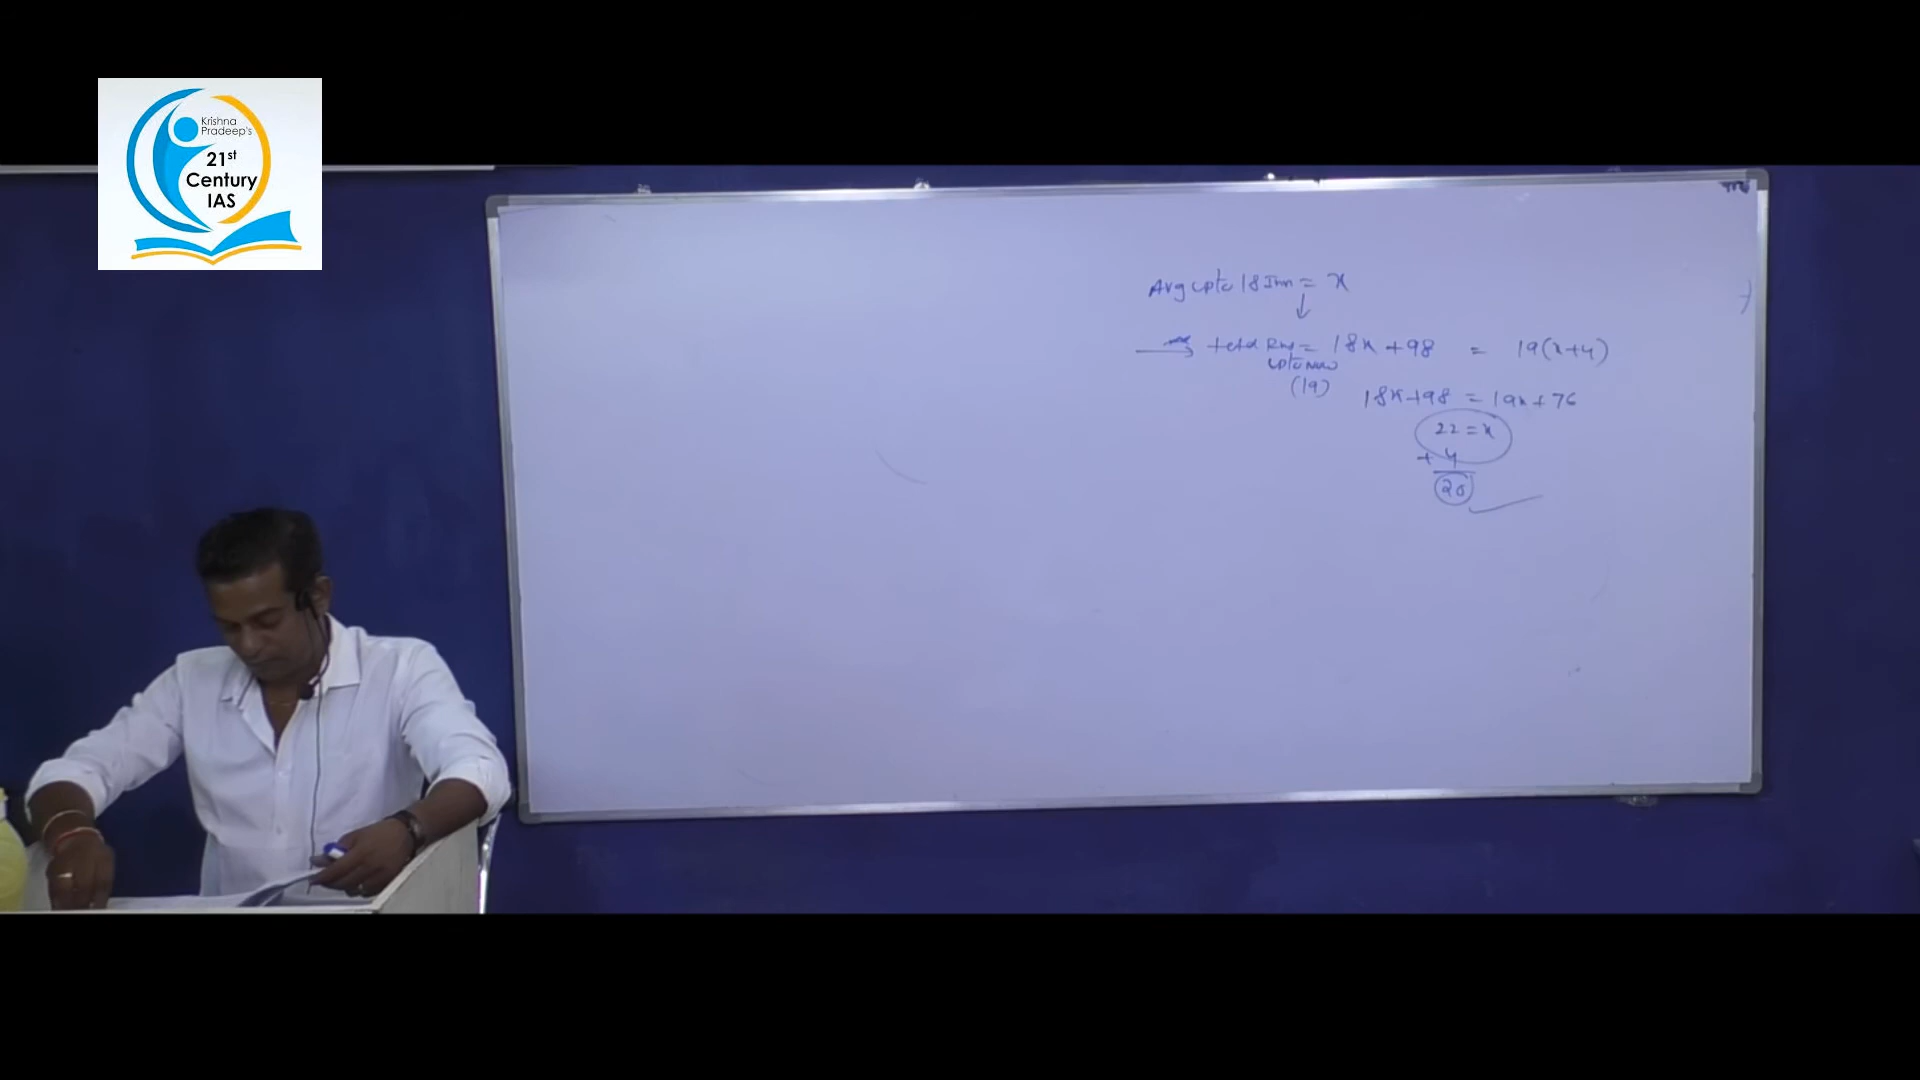 Krishna
Pradeep's
21st
Century
IAS
Avg upto 18 Inn = x
total Runs = 18x + 98 = 19(x+4)
upto Now
(19)
18x+98 = 19x + 76
22 = x
+ 4
26